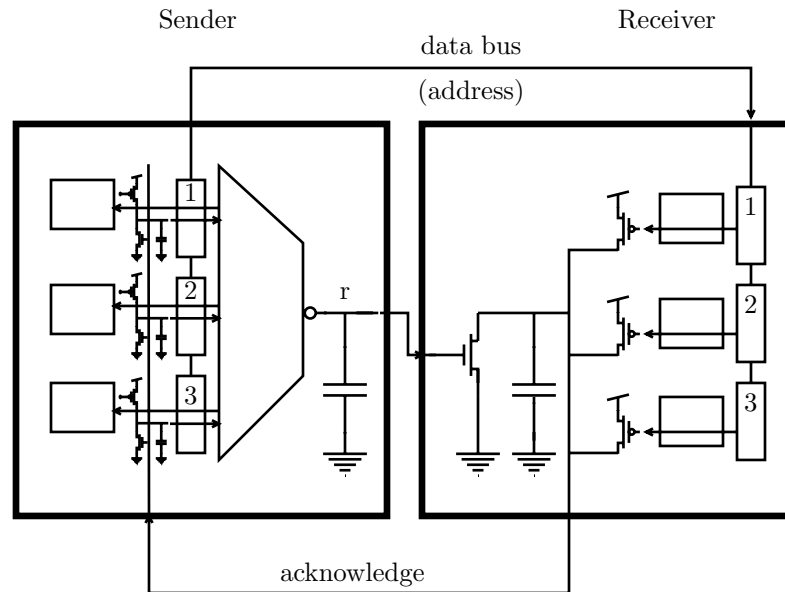 Sender
Receiver
data bus
(address)
1
2
3
r
1
2
3
acknowledge